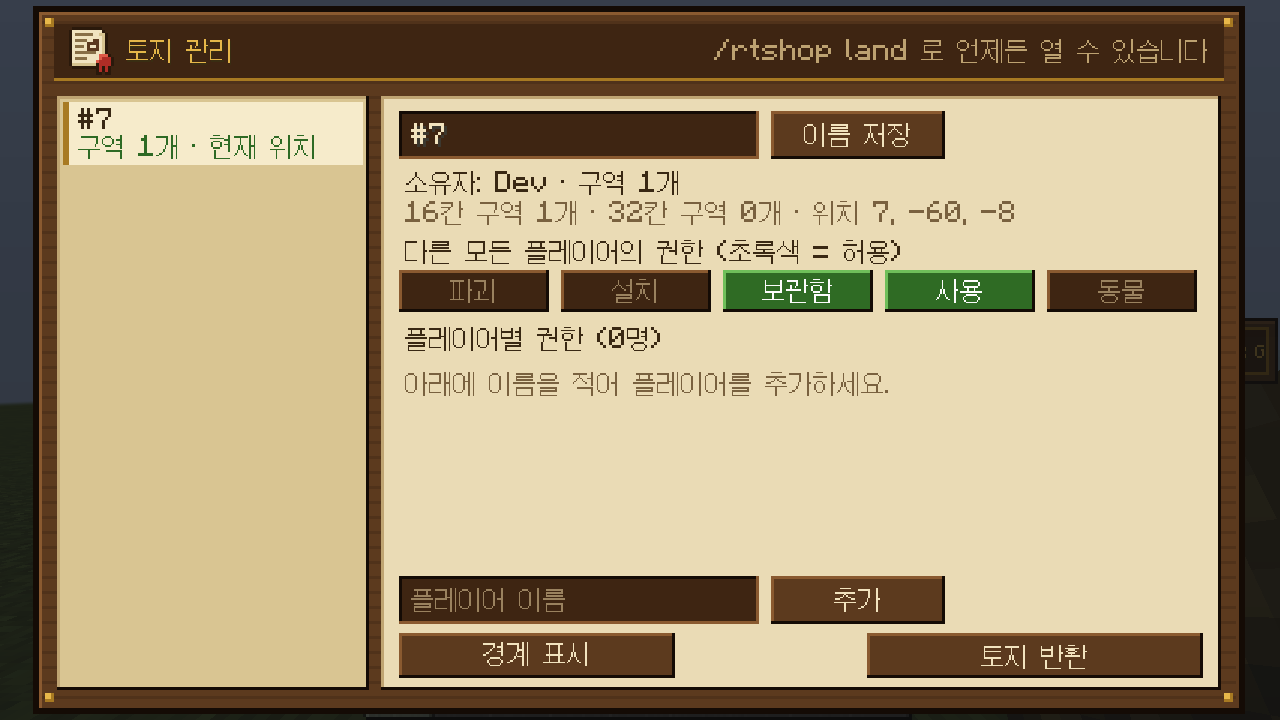 토지 관리
/rtshop land 로 언제든 열 수 있습니다
#7
구역 1개 · 현재 위치
#7
이름 저장
소유자: Dev · 구역 1개
16칸 구역 1개 · 32칸 구역 0개 · 위치 7, -60, -8
다른 모든 플레이어의 권한 (초록색 = 허용)
파괴 설치 보관함 사용 동물
플레이어별 권한 (0명)
아래에 이름을 적어 플레이어를 추가하세요.
플레이어 이름
추가
경계 표시
토지 반환
G